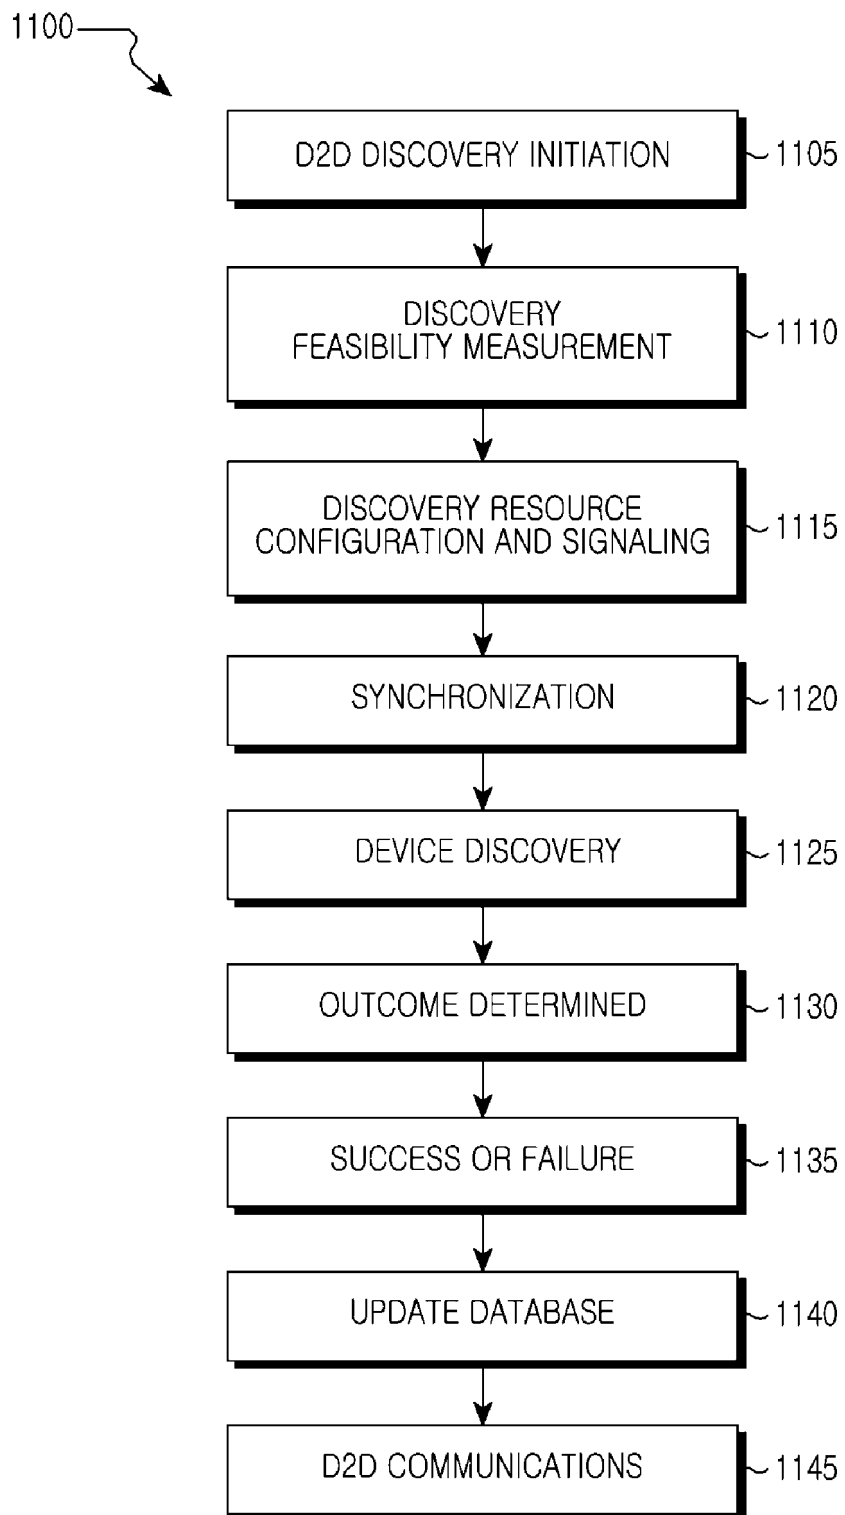 1100
D2D DISCOVERY INITIATION
1105
DISCOVERY
FEASIBILITY MEASUREMENT
1110
DISCOVERY RESOURCE
CONFIGURATION AND SIGNALING
1115
SYNCHRONIZATION
1120
DEVICE DISCOVERY
1125
OUTCOME DETERMINED
1130
SUCCESS OR FAILURE
1135
UPDATE DATABASE
1140
D2D COMMUNICATIONS
1145